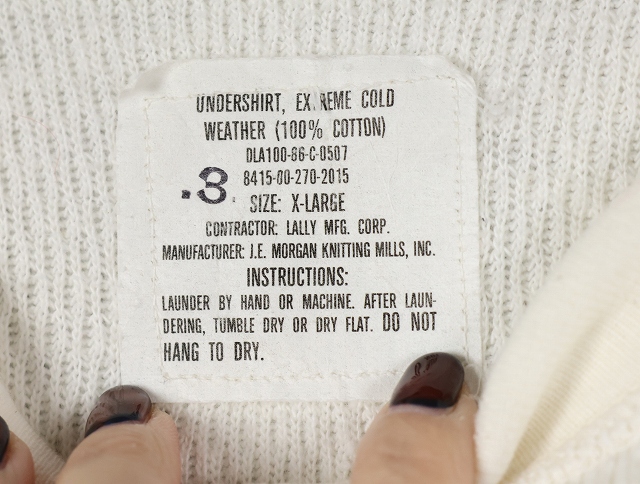 UNDERSHIRT, EX REME COLD
WEATHER (100% COTTON)
DLA100-86-C-0507
.3 8415-00-270-2015
SIZE: X-LARGE
CONTRACTOR: LALLY MFG. CORP.
MANUFACTURER: J.E. MORGAN KNITTING MILLS, INC.
INSTRUCTIONS:
LAUNDER BY HAND OR MACHINE. AFTER LAUN-
DERING, TUMBLE DRY OR DRY FLAT. DO NOT
HANG TO DRY.